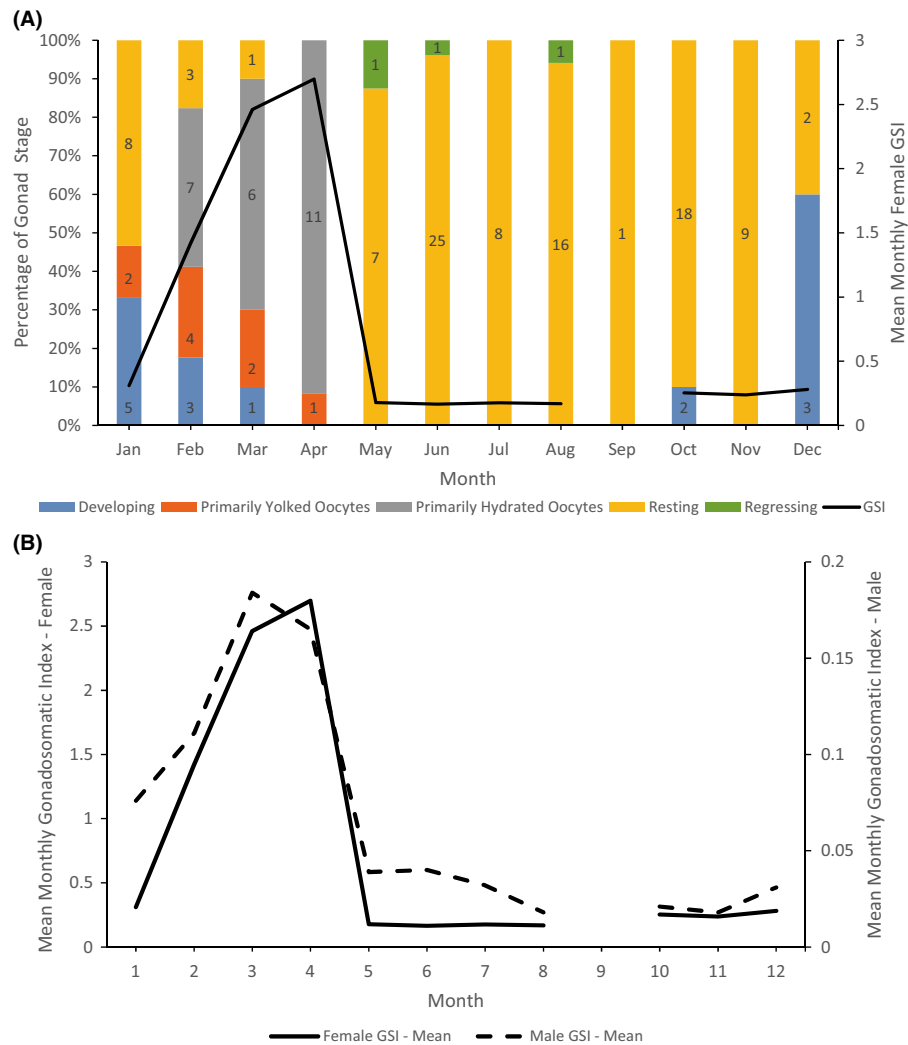 (A)
100%
90%
80%
70%
60%
50%
40%
30%
20%
10%
0%
Percentage of Gonad Stage
3
2.5
2
1.5
1
0.5
0
Mean Monthly Female GSI
8 2 5
3 7 4 3
1 6 2 1
11 1
1 7
1 25
8
1 16
1
18 2
9
2 3
Jan Feb Mar Apr May Jun Jul Aug Sep Oct Nov Dec
Month
Developing Primarily Yolked Oocytes Primarily Hydrated Oocytes Resting Regressing GSI
(B)
3
2.5
2
1.5
1
0.5
0
Mean Monthly Gonadosomatic Index - Female
0.2
0.15
0.1
0.05
0
Mean Monthly Gonadosomatic Index - Male
1 2 3 4 5 6 7 8 9 10 11 12
Month
Female GSI - Mean Male GSI - Mean